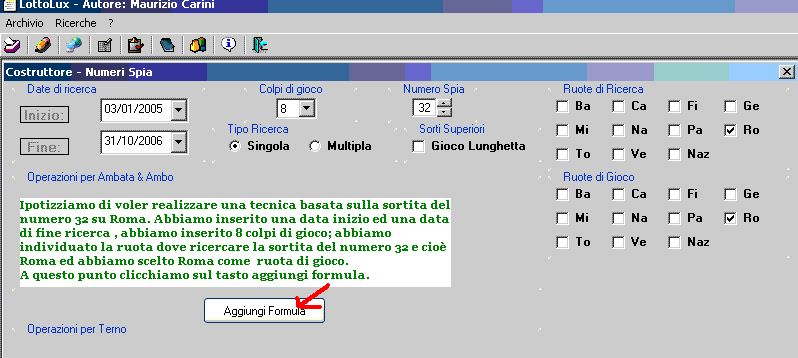 LottoLux - Autore: Maurizio Carini
Archivio Ricerche ?
Costruttore - Numeri Spia
Date di ricerca
Inizio: 03/01/2005
Fine: 31/10/2006
Colpi di gioco
8
Numero Spia
32
Tipo Ricerca
Singola Multipla
Sorti Superiori
Gioco Lunghetta
Ruote di Ricerca
Ba Ca Fi Ge
Mi Na Pa Ro
To Ve Naz
Operazioni per Ambata & Ambo
Ruote di Gioco
Ba Ca Fi Ge
Mi Na Pa Ro
To Ve Naz
Ipotizziamo di voler realizzare una tecnica basata sulla sortita del
numero 32 su Roma. Abbiamo inserito una data inizio ed una data
di fine ricerca , abbiamo inserito 8 colpi di gioco; abbiamo
individuato la ruota dove ricercare la sortita del numero 32 e cioè
Roma ed abbiamo scelto Roma come ruota di gioco.
A questo punto clicchiamo sul tasto aggiungi formula.
Aggiungi Formula
Operazioni per Terno